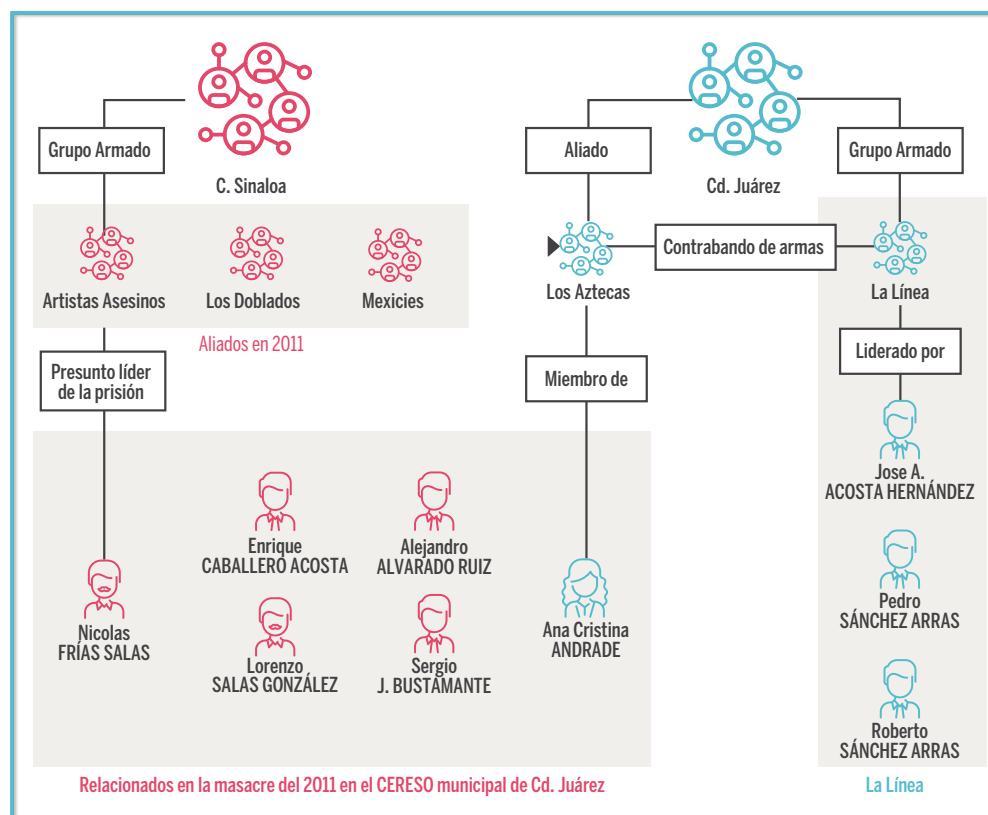 C. Sinaloa
Cd. Juárez
Grupo Armado
Aliado
Grupo Armado
Artistas Asesinos
Los Doblados
Mexicies
Aliados en 2011
Los Aztecas
Contrabando de armas
La Línea
Presunto líder
de la prisión
Miembro de
Liderado por
Jose A.
ACOSTA HERNÁNDEZ
Enrique
CABALLERO ACOSTA
Alejandro
ALVARADO RUIZ
Pedro
SÁNCHEZ ARRAS
Nicolas
FRÍAS SALAS
Lorenzo
SALAS GONZÁLEZ
Sergio
J. BUSTAMANTE
Ana Cristina
ANDRADE
Roberto
SÁNCHEZ ARRAS
Relacionados en la masacre del 2011 en el CERESO municipal de Cd. Juárez
La Línea